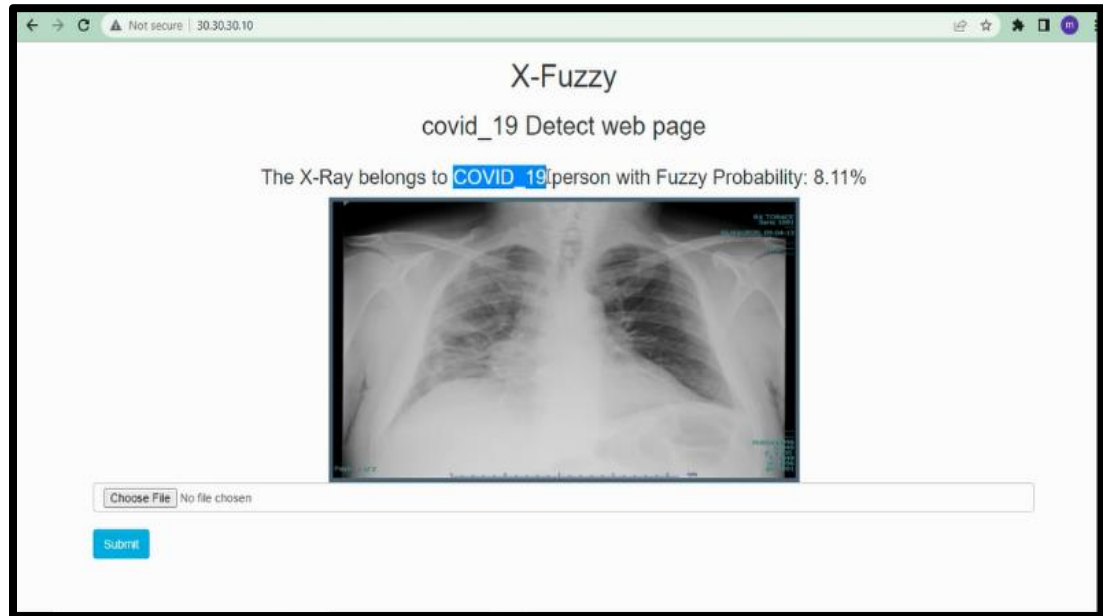 Not secure | 30.30.30.10
m
X-Fuzzy
covid_19 Detect web page
The X-Ray belongs to COVID_19 person with Fuzzy Probability: 8.11%
Choose File No file chosen
Submit